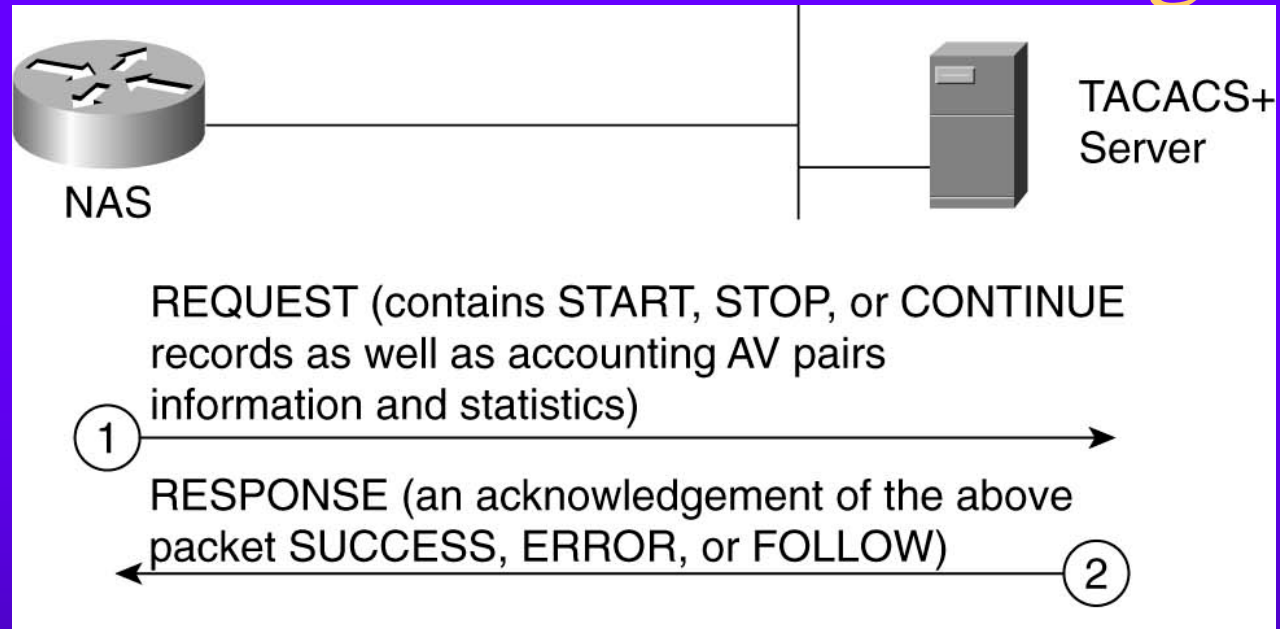 TACACS+
Server
NAS
REQUEST (contains START, STOP, or CONTINUE
records as well as accounting AV pairs
information and statistics)
1
RESPONSE (an acknowledgement of the above
packet SUCCESS, ERROR, or FOLLOW)
2